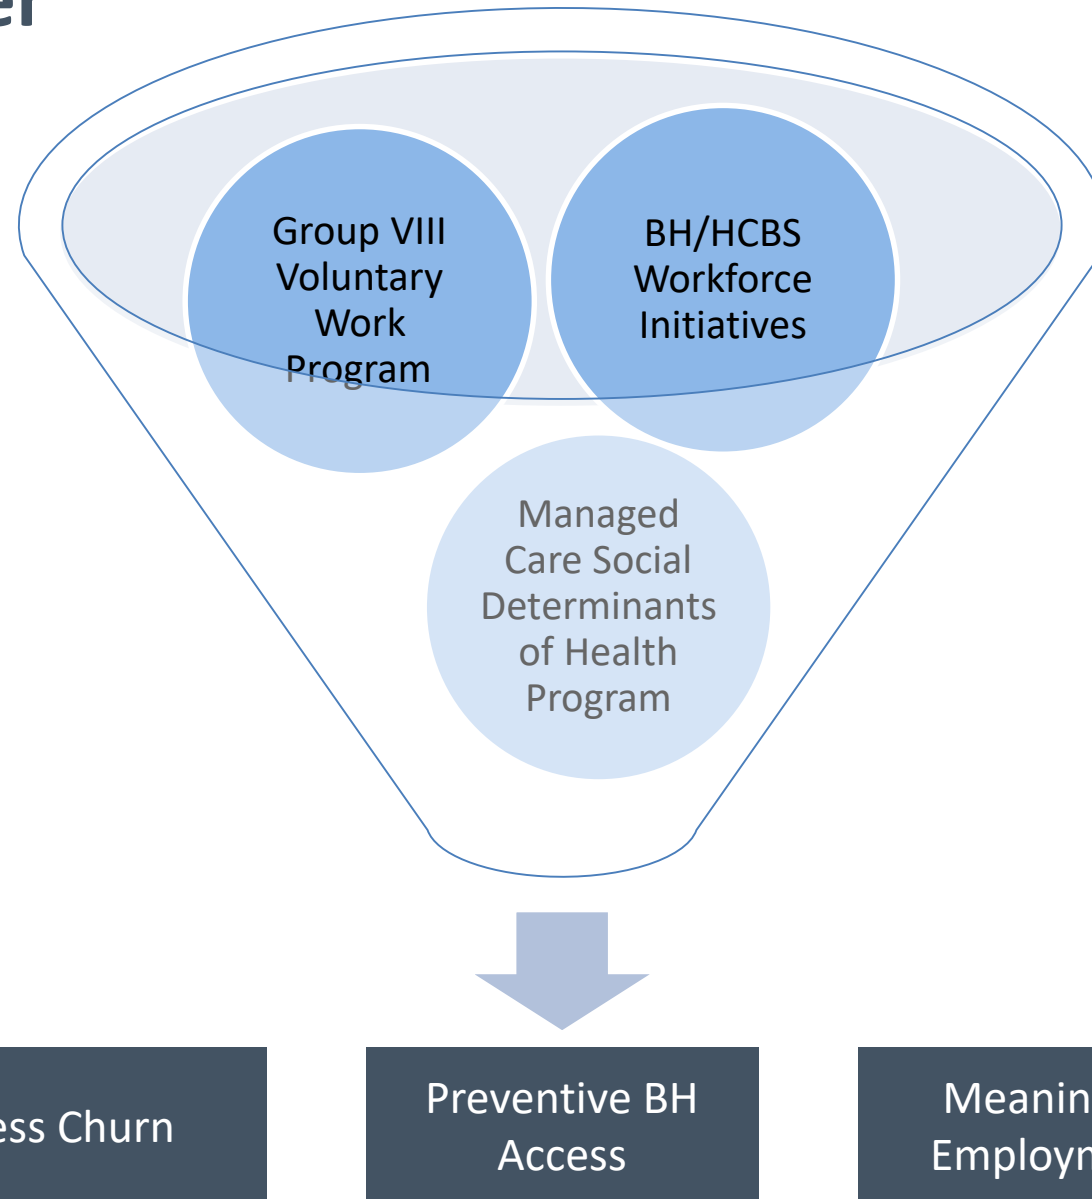 Group VIII
Voluntary
Work
Program
BH/HCBS
Workforce
Initiatives
Managed
Care Social
Determinants
of Health
Program
Churn
Preventive BH
Access